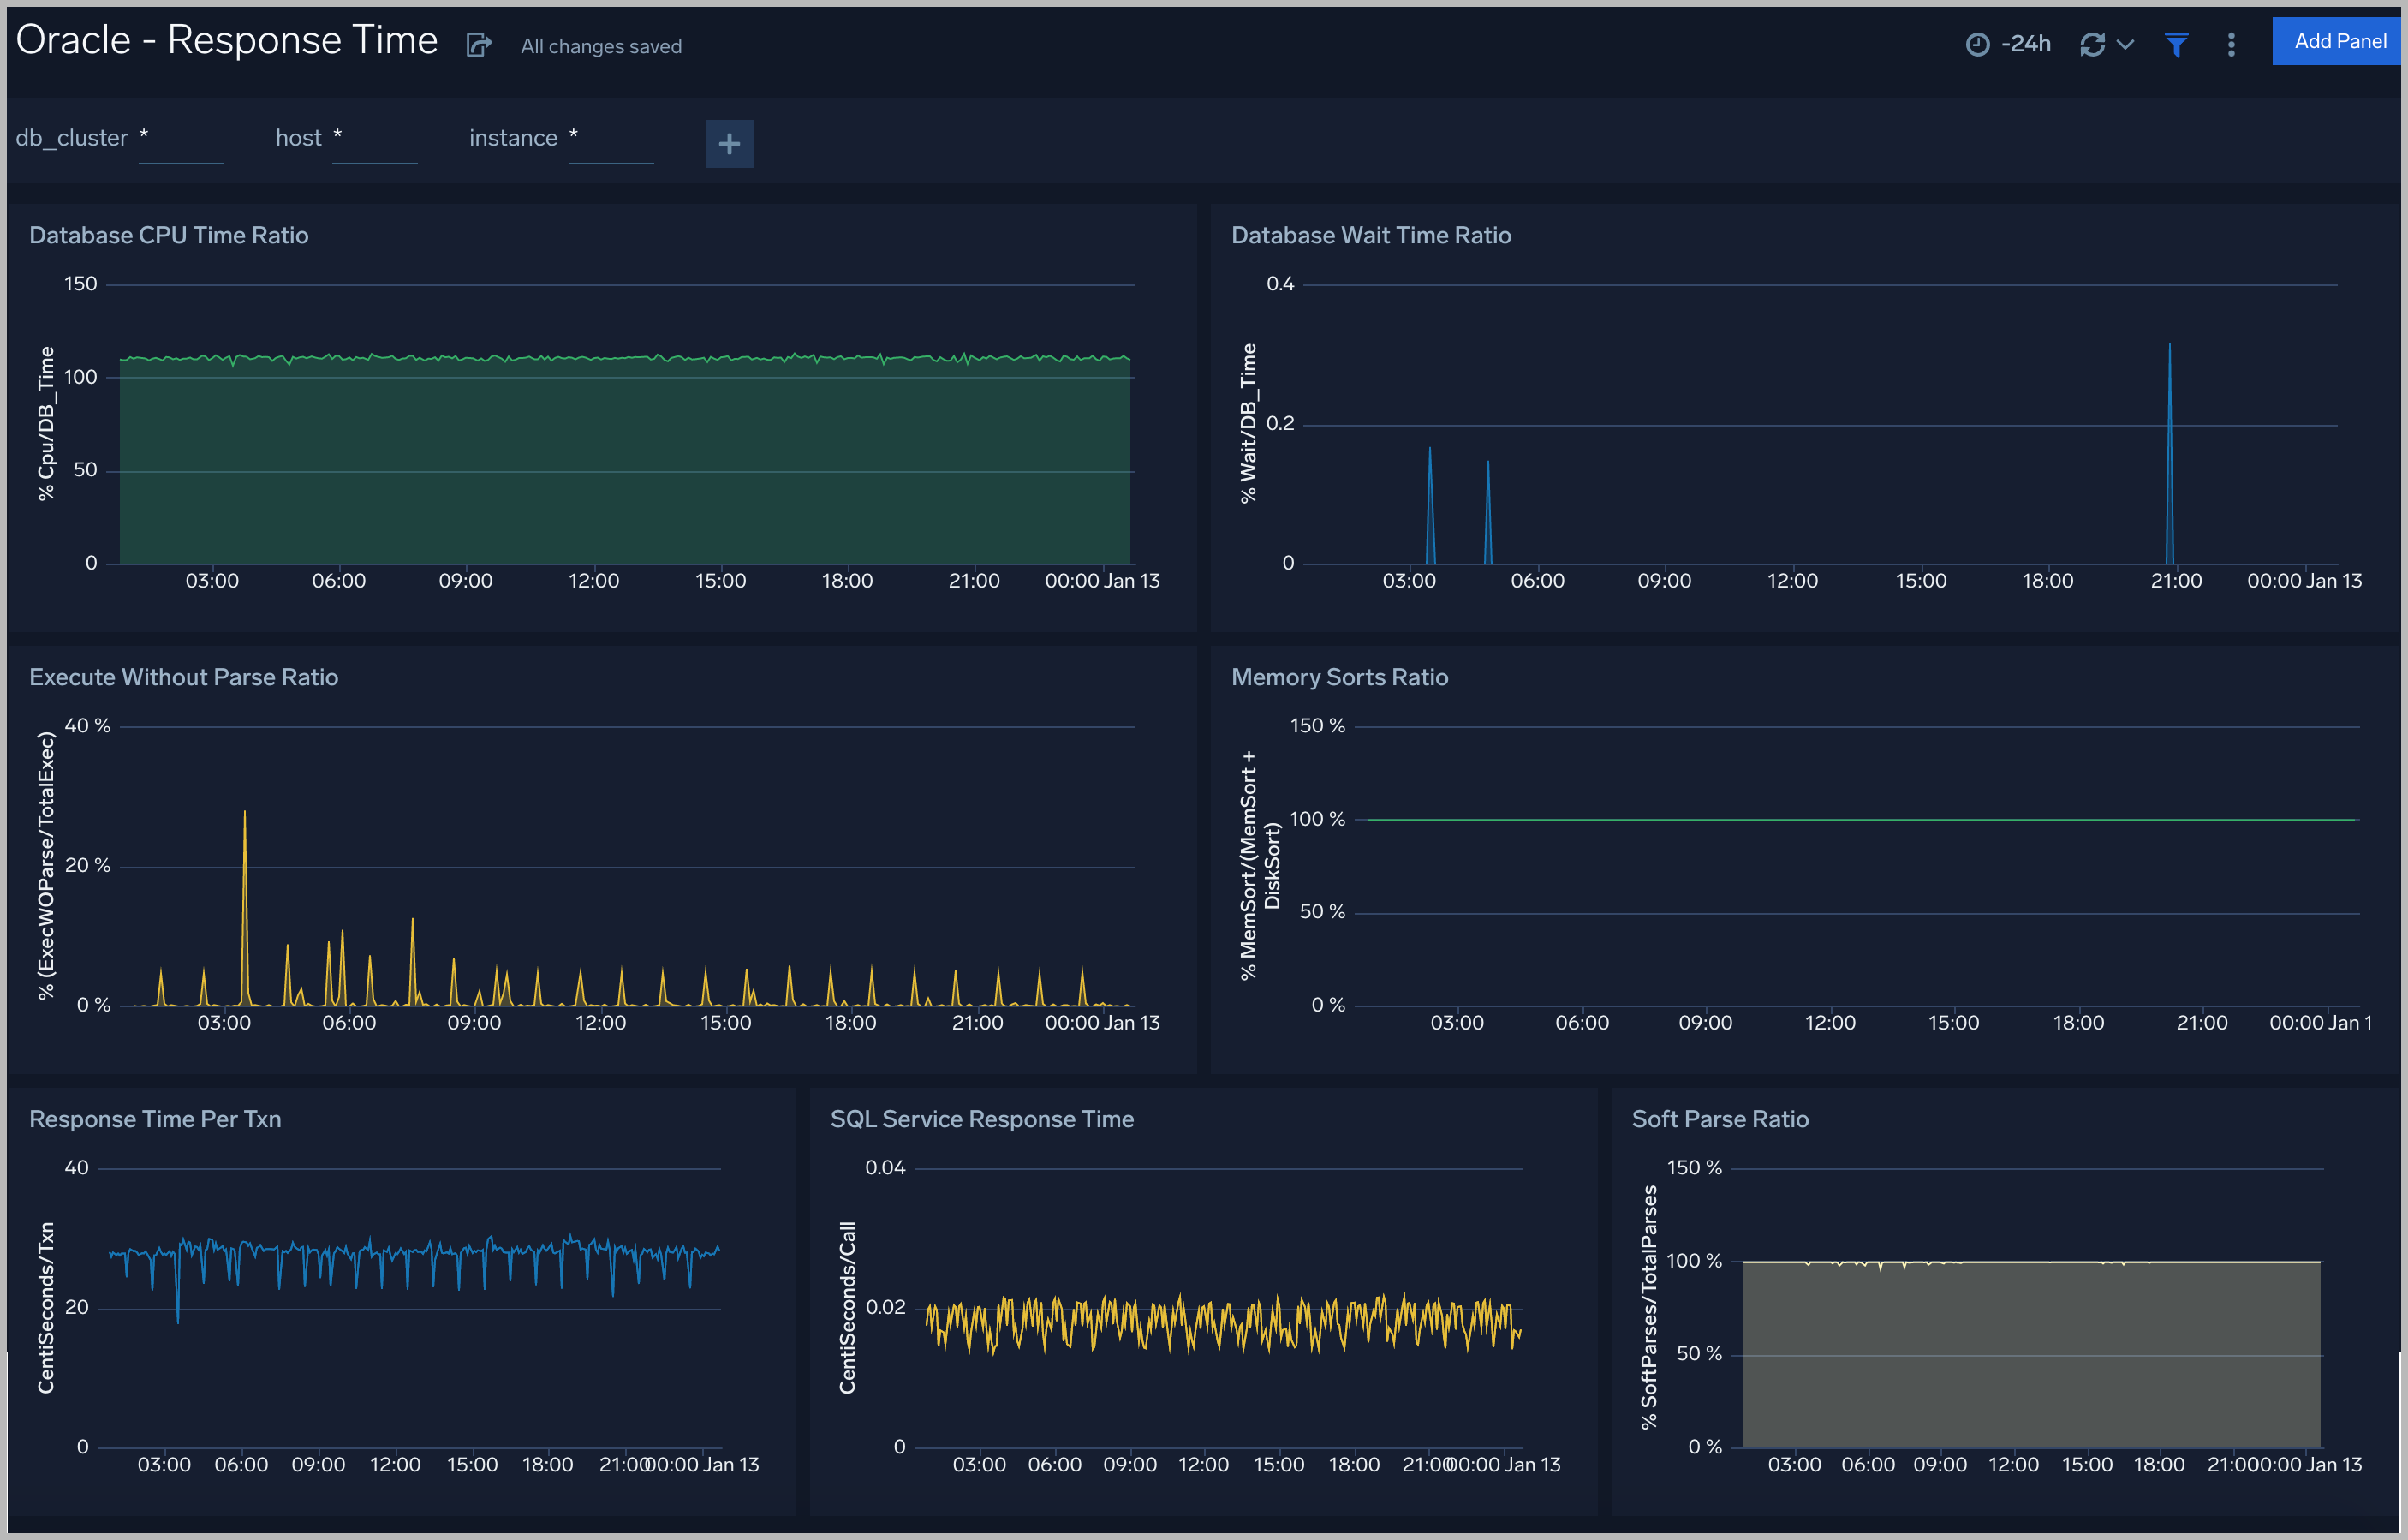 Oracle - Response Time
All changes saved
-24h
Add Panel
db_cluster *
host *
instance *
+
Database CPU Time Ratio
% Cpu/DB_Time
150
100
50
0
03:00 06:00 09:00 12:00 15:00 18:00 21:00 00:00 Jan 13
Database Wait Time Ratio
% Wait/DB_Time
0.4
0.2
0
03:00 06:00 09:00 12:00 15:00 18:00 21:00 00:00 Jan 13
Execute Without Parse Ratio
% (ExecWOParse/TotalExec)
40 %
20 %
0 %
03:00 06:00 09:00 12:00 15:00 18:00 21:00 00:00 Jan 13
Memory Sorts Ratio
% MemSort/(MemSort +
DiskSort)
150 %
100 %
50 %
0 %
03:00 06:00 09:00 12:00 15:00 18:00 21:00 00:00 Jan 1
Response Time Per Txn
CentiSeconds/Txn
40
20
0
03:00 06:00 09:00 12:00 15:00 18:00 21:00 00:00 Jan 13
SQL Service Response Time
CentiSeconds/Call
0.04
0.02
0
03:00 06:00 09:00 12:00 15:00 18:00 21:00 00:00 Jan 13
Soft Parse Ratio
% SoftParses/TotalParses
150 %
100 %
50 %
0 %
03:00 06:00 09:00 12:00 15:00 18:00 21:00 00:00 Jan 13